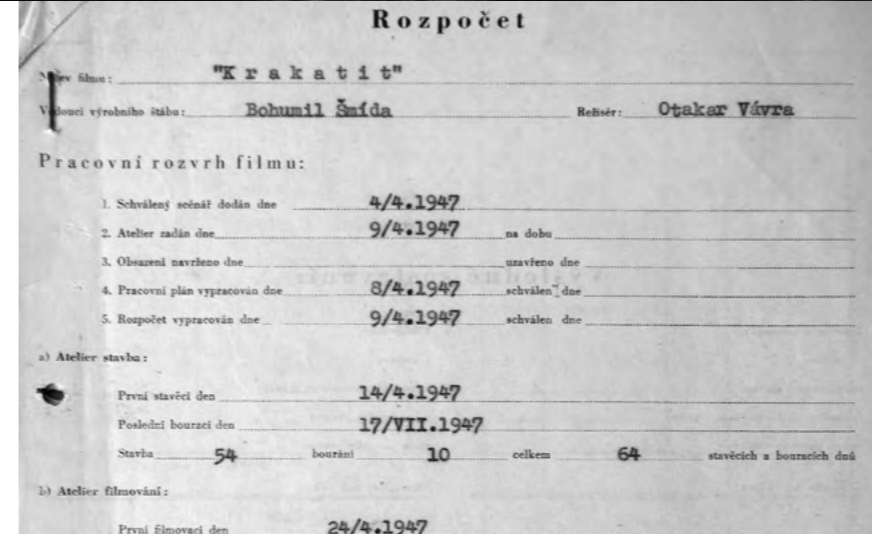 Rozpočet
Název filmu: "Krakatit"
Vedoucí výrobního štábu: Bohumil Šmída Režisér: Otakar Vávra
Pracovní rozvrh filmu:
1. Schválený scénář dodán dne 4/4.1947
2. Atelier zadán dne 9/4.1947 na dobu
3. Obsazení navrženo dne uzavřeno dne
4. Pracovní plán vypracován dne 8/4.1947 schválen dne
5. Rozpočet vypracován dne 9/4.1947 schválen dne
a) Atelier stavba:
První stavěcí den 14/4.1947
Poslední bourací den 17/VII.1947
Stavba 54 bourání 10 celkem 64 stavěcích a bouracích dnů
b) Atelier filmování:
První filmovací den 24/4.1947